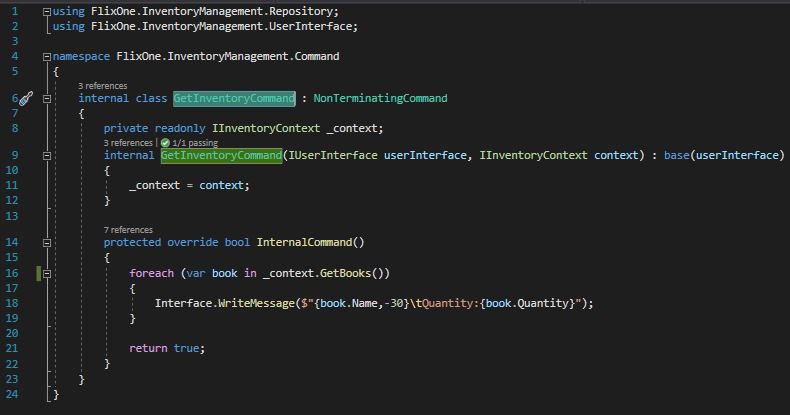 1 using FlixOne.InventoryManagement.Repository;
2 using FlixOne.InventoryManagement.UserInterface;
3
4 namespace FlixOne.InventoryManagement.Command
5 {
3 references
6 internal class GetInventoryCommand : NonTerminatingCommand
7 {
8 private readonly IInventoryContext _context;
3 references | 1/1 passing
9 internal GetInventoryCommand(IUserInterface userInterface, IInventoryContext context) : base(userInterface)
10 {
11 _context = context;
12 }
13
7 references
14 protected override bool InternalCommand()
15 {
16 foreach (var book in _context.GetBooks())
17 {
18 Interface.WriteMessage($"{book.Name,-30}\tQuantity:{book.Quantity}");
19 }
20
21 return true;
22 }
23 }
24 }